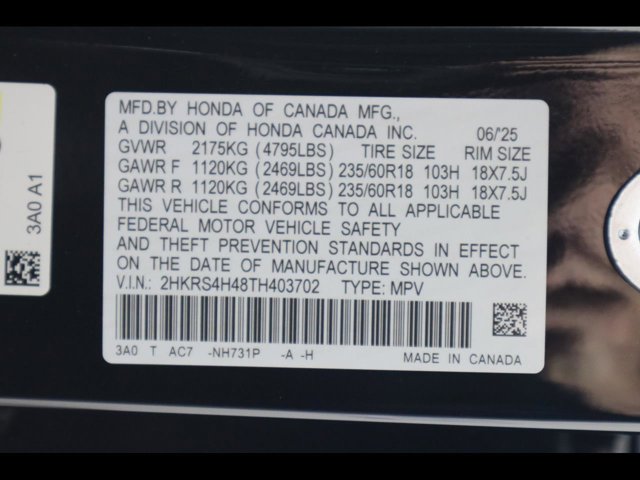 MFD.BY HONDA OF CANADA MFG.,
A DIVISION OF HONDA CANADA INC. 06/'25
GVWR 2175KG (4795LBS) TIRE SIZE RIM SIZE
GAWR F 1120KG (2469LBS) 235/60R18 103H 18X7.5J
GAWR R 1120KG (2469LBS) 235/60R18 103H 18X7.5J
THIS VEHICLE CONFORMS TO ALL APPLICABLE
FEDERAL MOTOR VEHICLE SAFETY
AND THEFT PREVENTION STANDARDS IN EFFECT
ON THE DATE OF MANUFACTURE SHOWN ABOVE.
V.I.N.: 2HKRS4H48TH403702 TYPE: MPV
3A0 T AC7 -NH731P -A -H MADE IN CANADA
3A0 A1